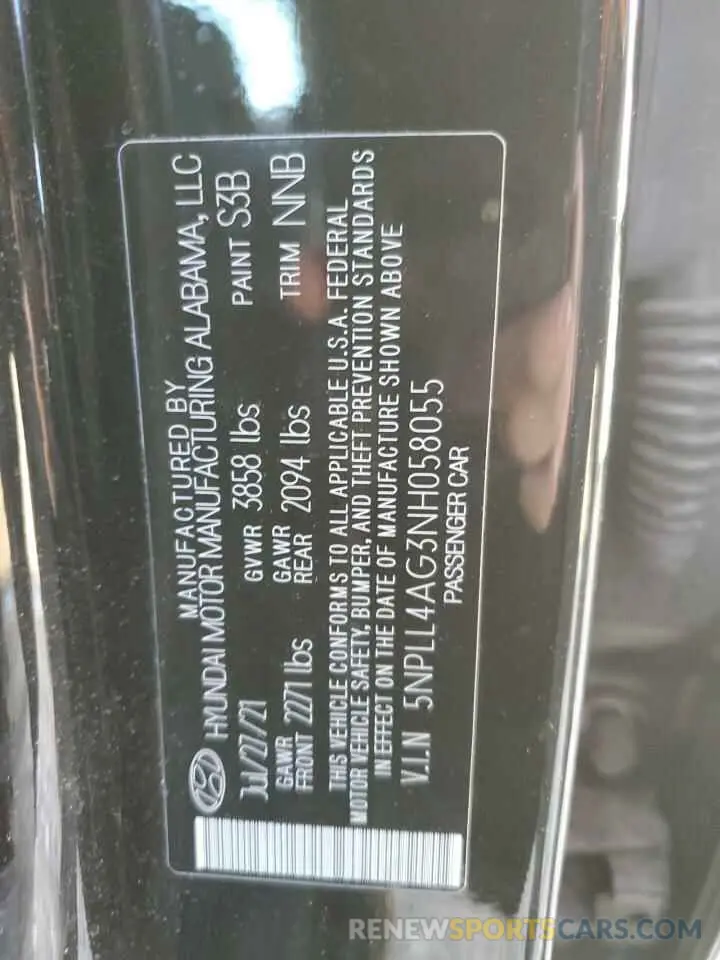 MANUFACTURED BY
HYUNDAI MOTOR MANUFACTURING ALABAMA, LLC
Jul/27/21 GVWR 3858 lbs PAINT S3B
GAWR FRONT 2271 lbs GAWR REAR 2094 lbs TRIM NNB
THIS VEHICLE CONFORMS TO ALL APPLICABLE U.S.A. FEDERAL
MOTOR VEHICLE SAFETY, BUMPER, AND THEFT PREVENTION STANDARDS
IN EFFECT ON THE DATE OF MANUFACTURE SHOWN ABOVE
V.I.N 5NPLL4AG3NH058055
PASSENGER CAR
RENEWSPORTSCARS.COM